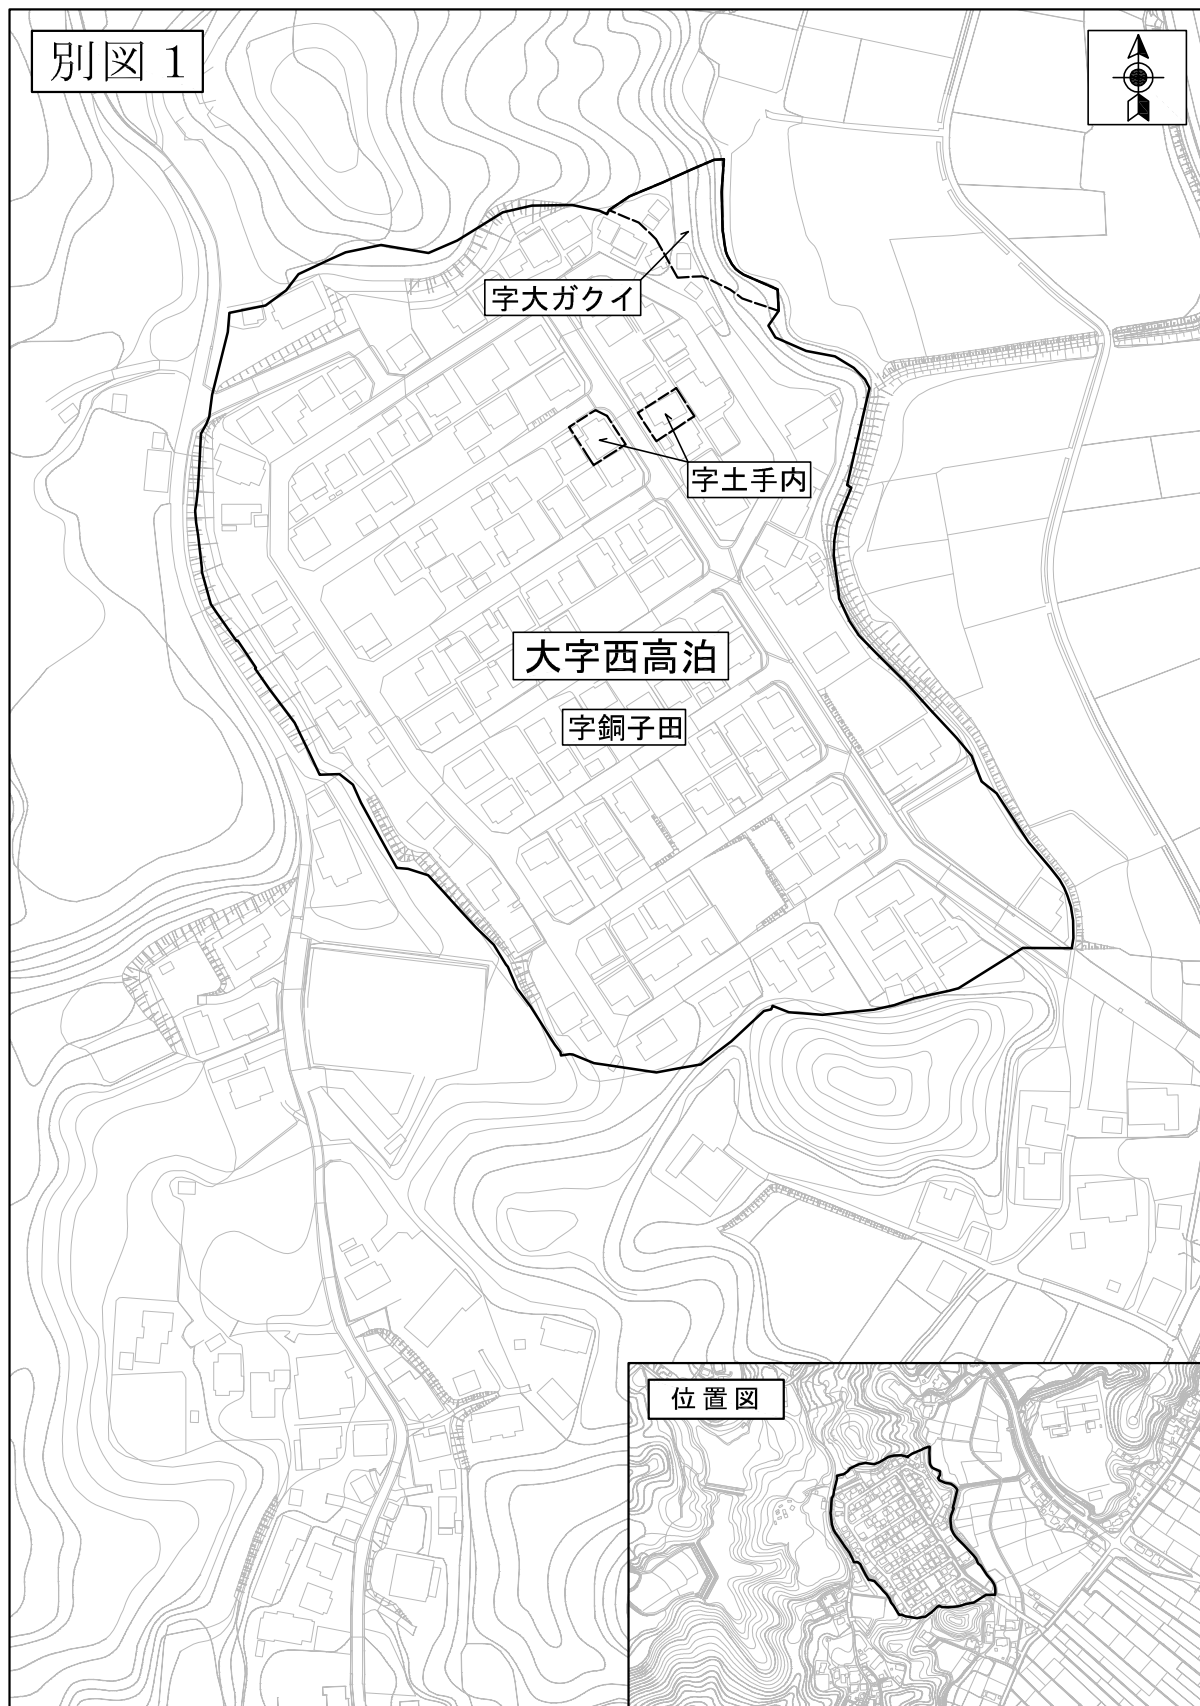 別図１
字大ガクイ
字土手内
大字西高泊
字銅子田
位置図